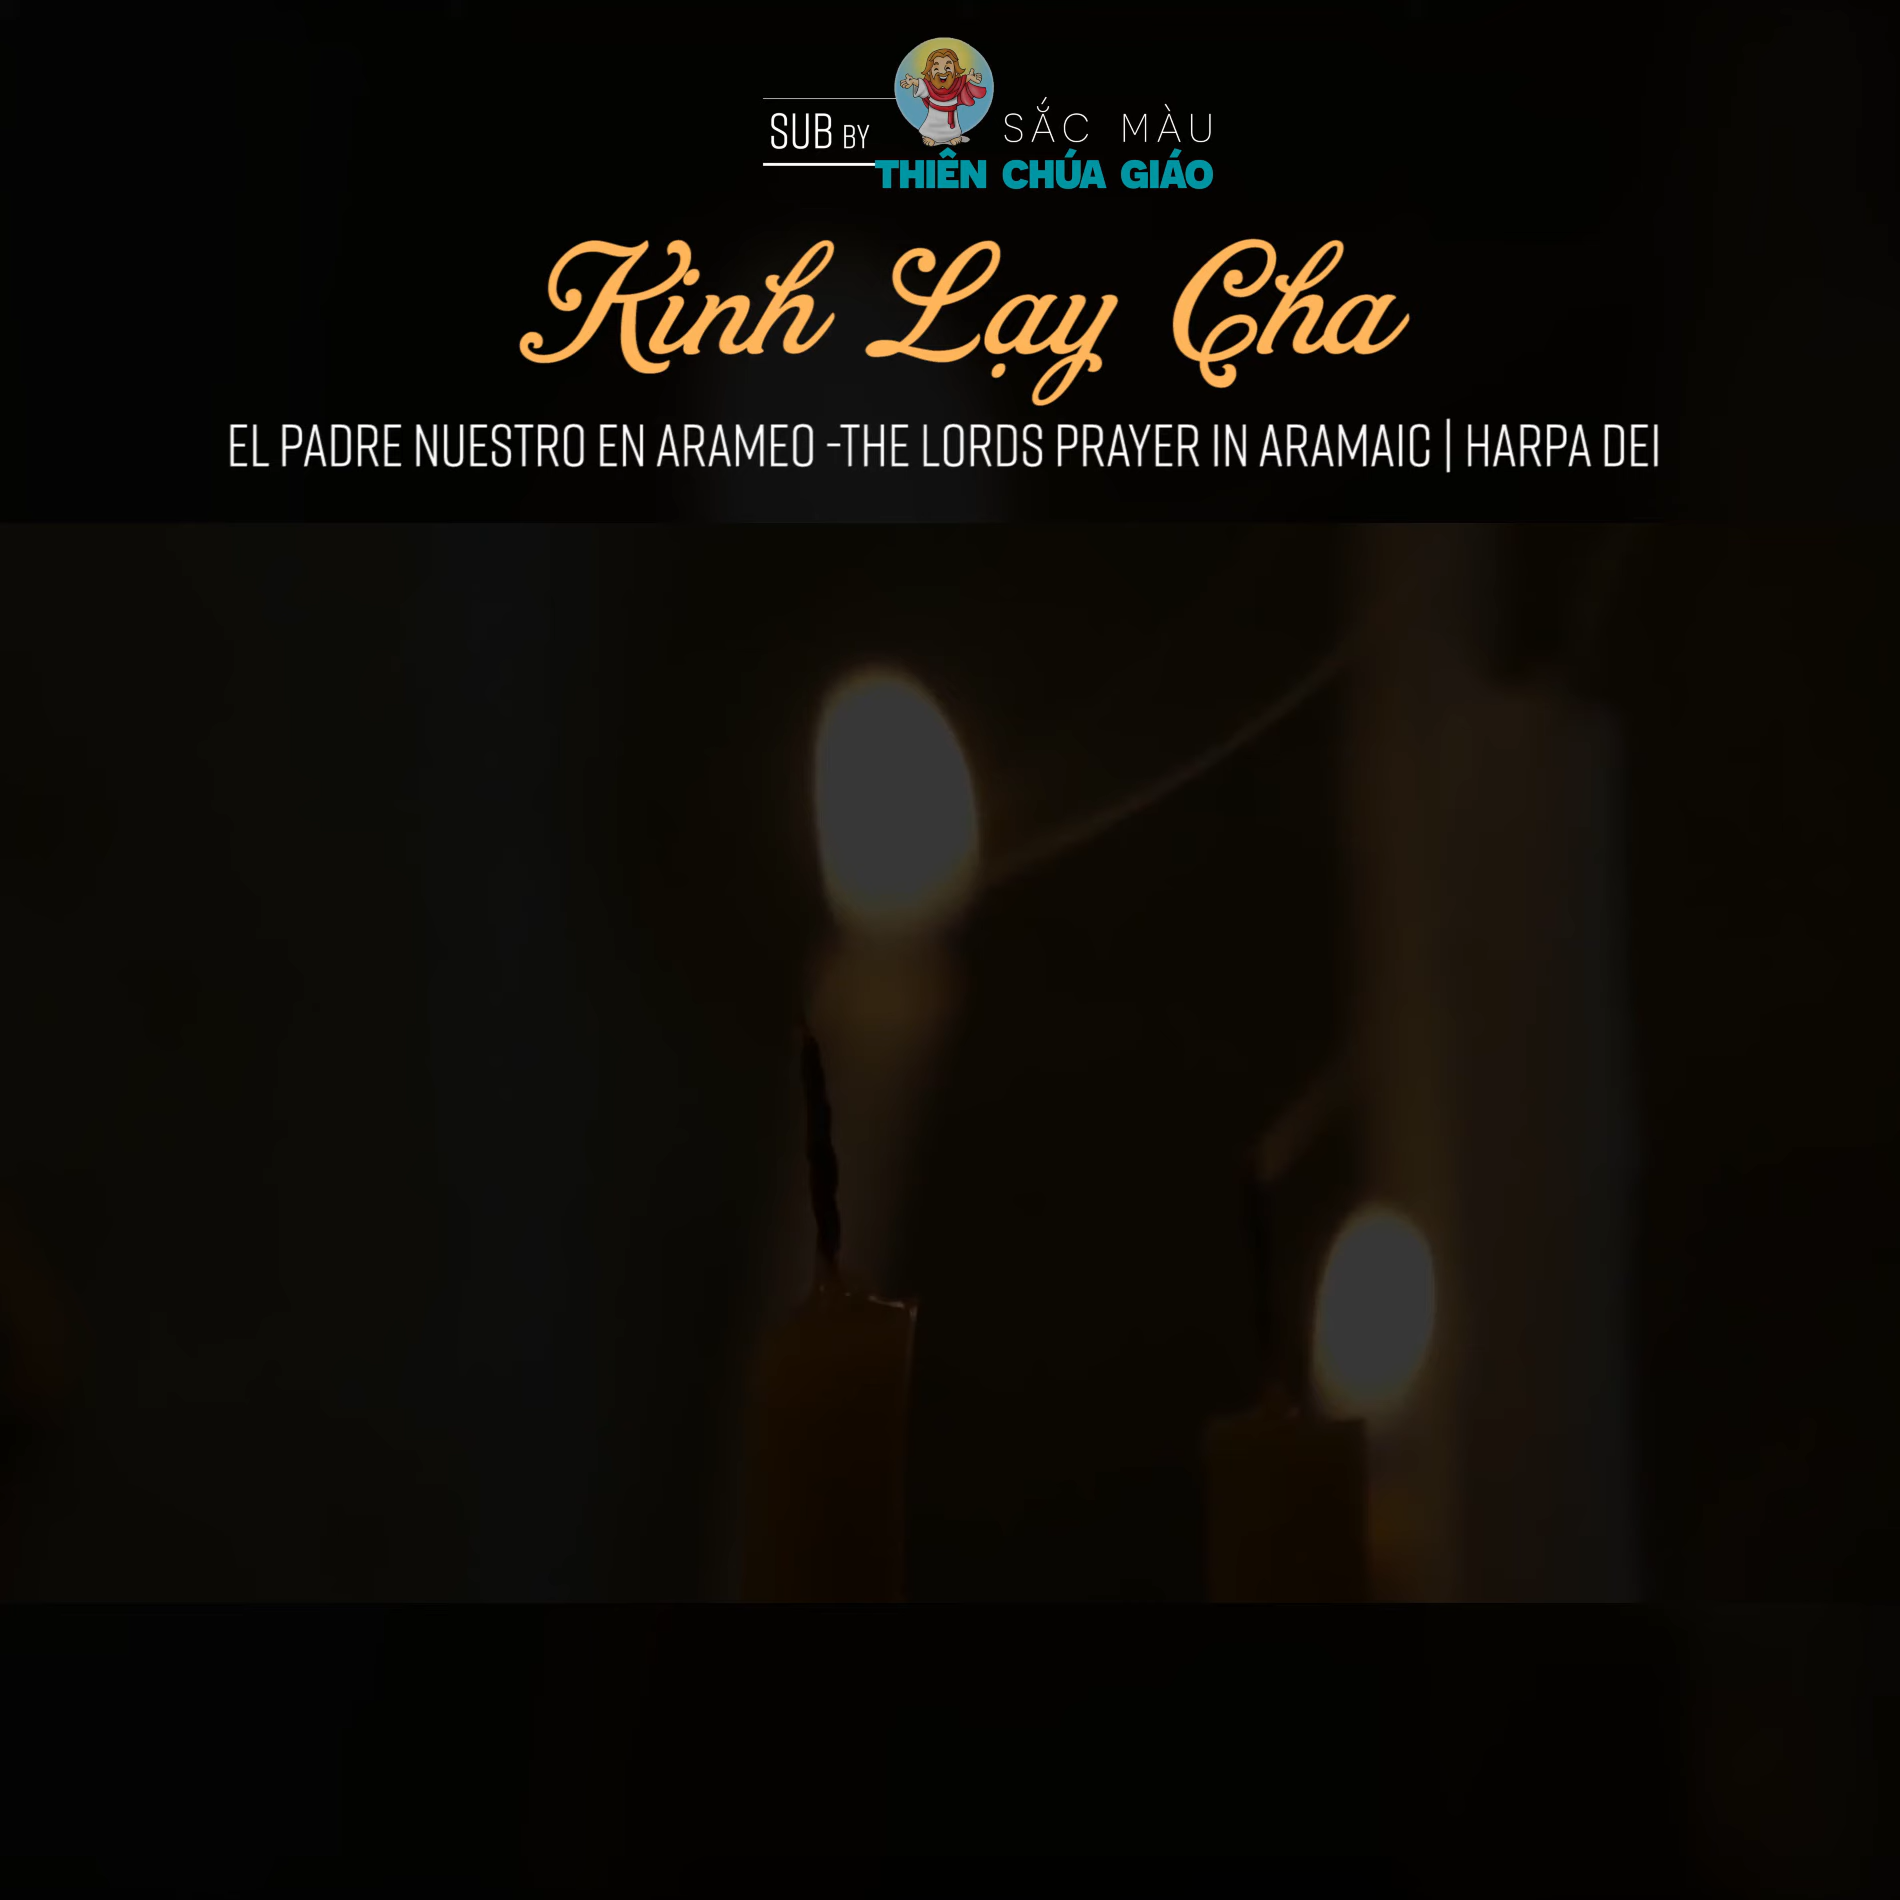 SUB BY
SẮC MÀU
THIÊN CHÚA GIÁO
Kinh Lạy Cha
EL PADRE NUESTRO EN ARAMEO -THE LORDS PRAYER IN ARAMAIC | HARPA DEI